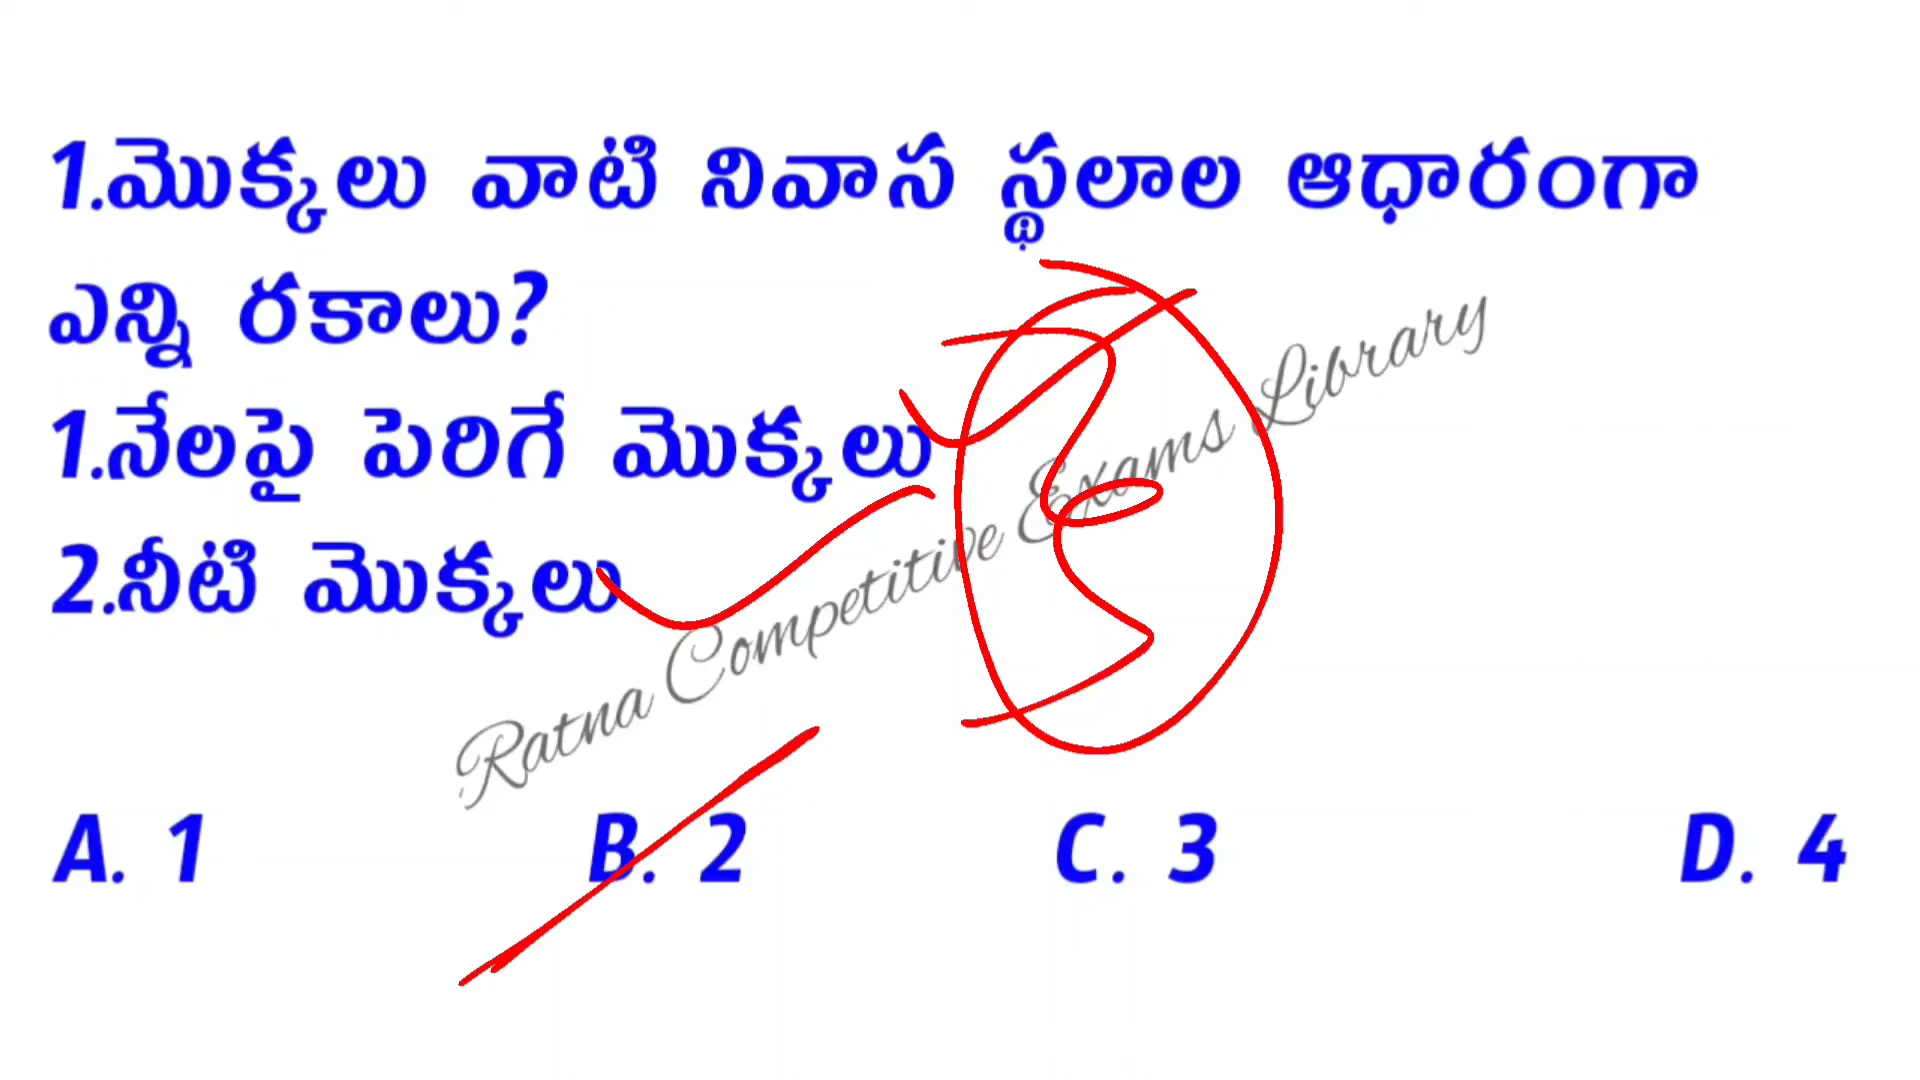 1.మొక్కలు వాటి నివాస స్థలాల ఆధారంగా
ఎన్ని రకాలు?
1.నేలపై పెరిగే మొక్కలు
2.నీటి మొక్కలు
Ratna Competitive Exams Library
A. 1 B. 2 C. 3 D. 4